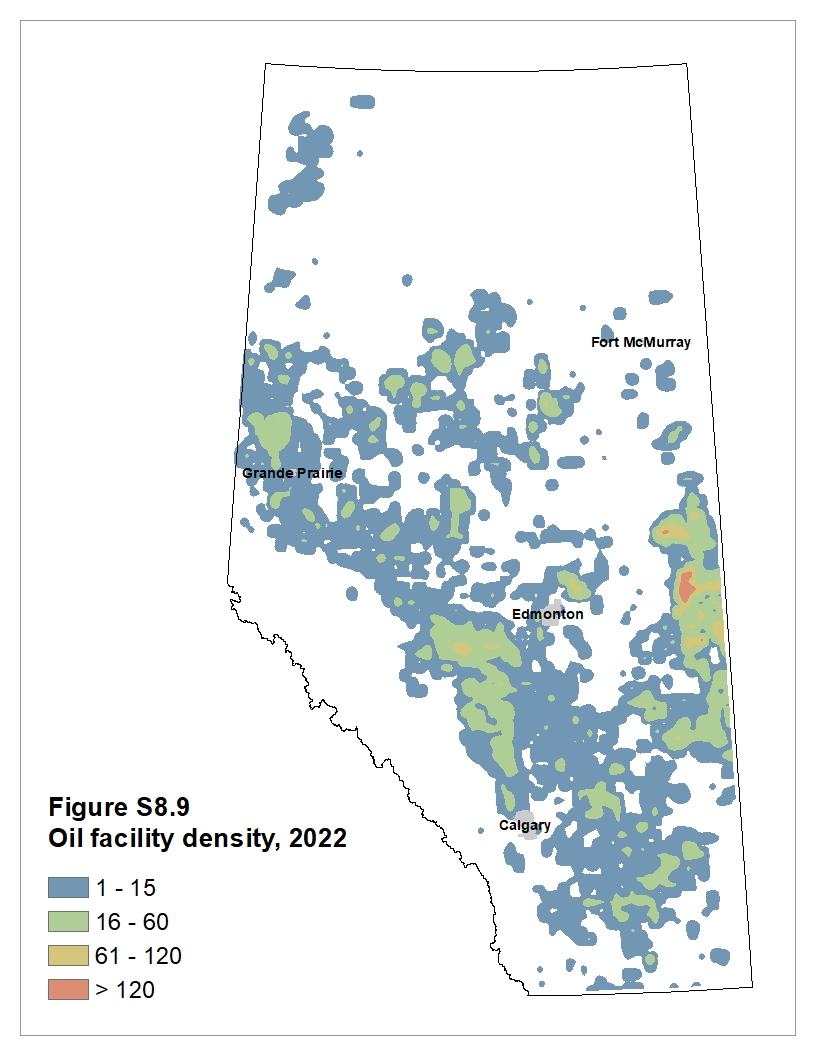 Fort McMurray
Grande Prairie
Edmonton
Calgary
Figure S8.9
Oil facility density, 2022
1 - 15
16 - 60
61 - 120
> 120